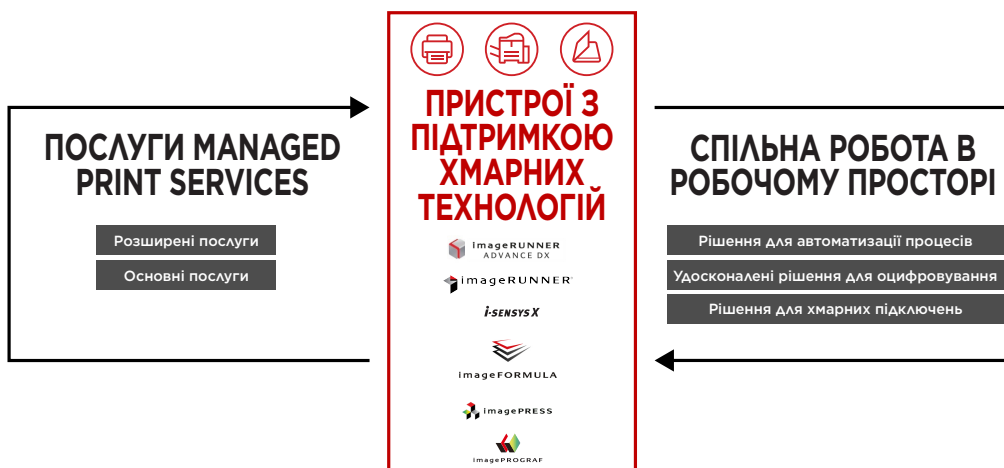 ПОСЛУГИ MANAGED
PRINT SERVICES
Розширені послуги
Основні послуги
ПРИСТРОЇ З
ПІДТРИМКОЮ
ХМАРНИХ
ТЕХНОЛОГІЙ
imageRUNNER
ADVANCE DX
imageRUNNER
i-SENSYS X
imageFORMULA
imagePRESS
imagePROGRAF
СПІЛЬНА РОБОТА В
РОБОЧОМУ ПРОСТОРІ
Рішення для автоматизації процесів
Удосконалені рішення для оцифровування
Рішення для хмарних підключень